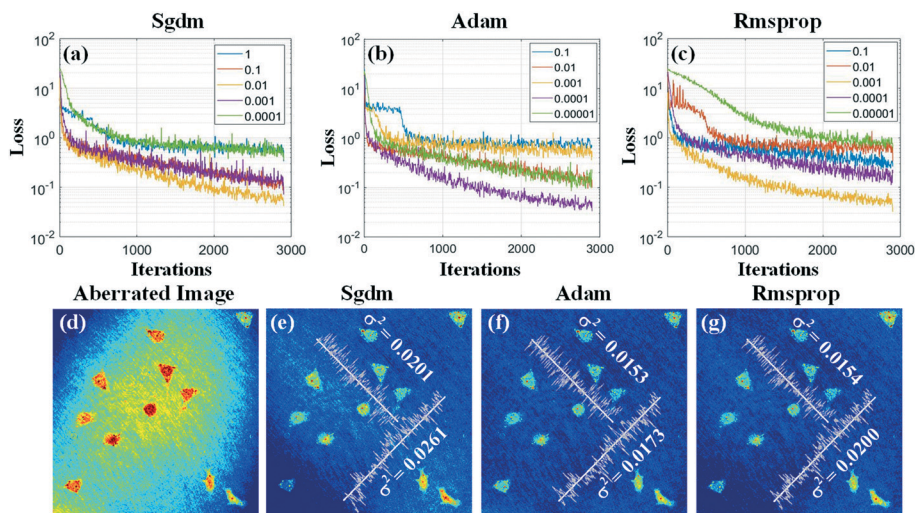 Sgdm Adam Rmsprop
(a)
1
0.1
0.01
0.001
0.00001
10²
10¹
10⁰
10⁻¹
10⁻²
Loss
0 1000 2000 3000
Iterations
(b)
0.1
0.01
0.001
0.0001
0.00001
10²
10¹
10⁰
10⁻¹
10⁻²
Loss
0 1000 2000 3000
Iterations
(c)
0.1
0.01
0.001
0.0001
0.00001
10²
10¹
10⁰
10⁻¹
10⁻²
Loss
0 1000 2000 3000
Iterations
Aberrated Image Sgdm Adam Rmsprop
(d)
(e)
σ² = 0.0201
σ² = 0.0261
(f)
σ² = 0.0153
σ² = 0.0173
(g)
σ² = 0.0154
σ² = 0.0200